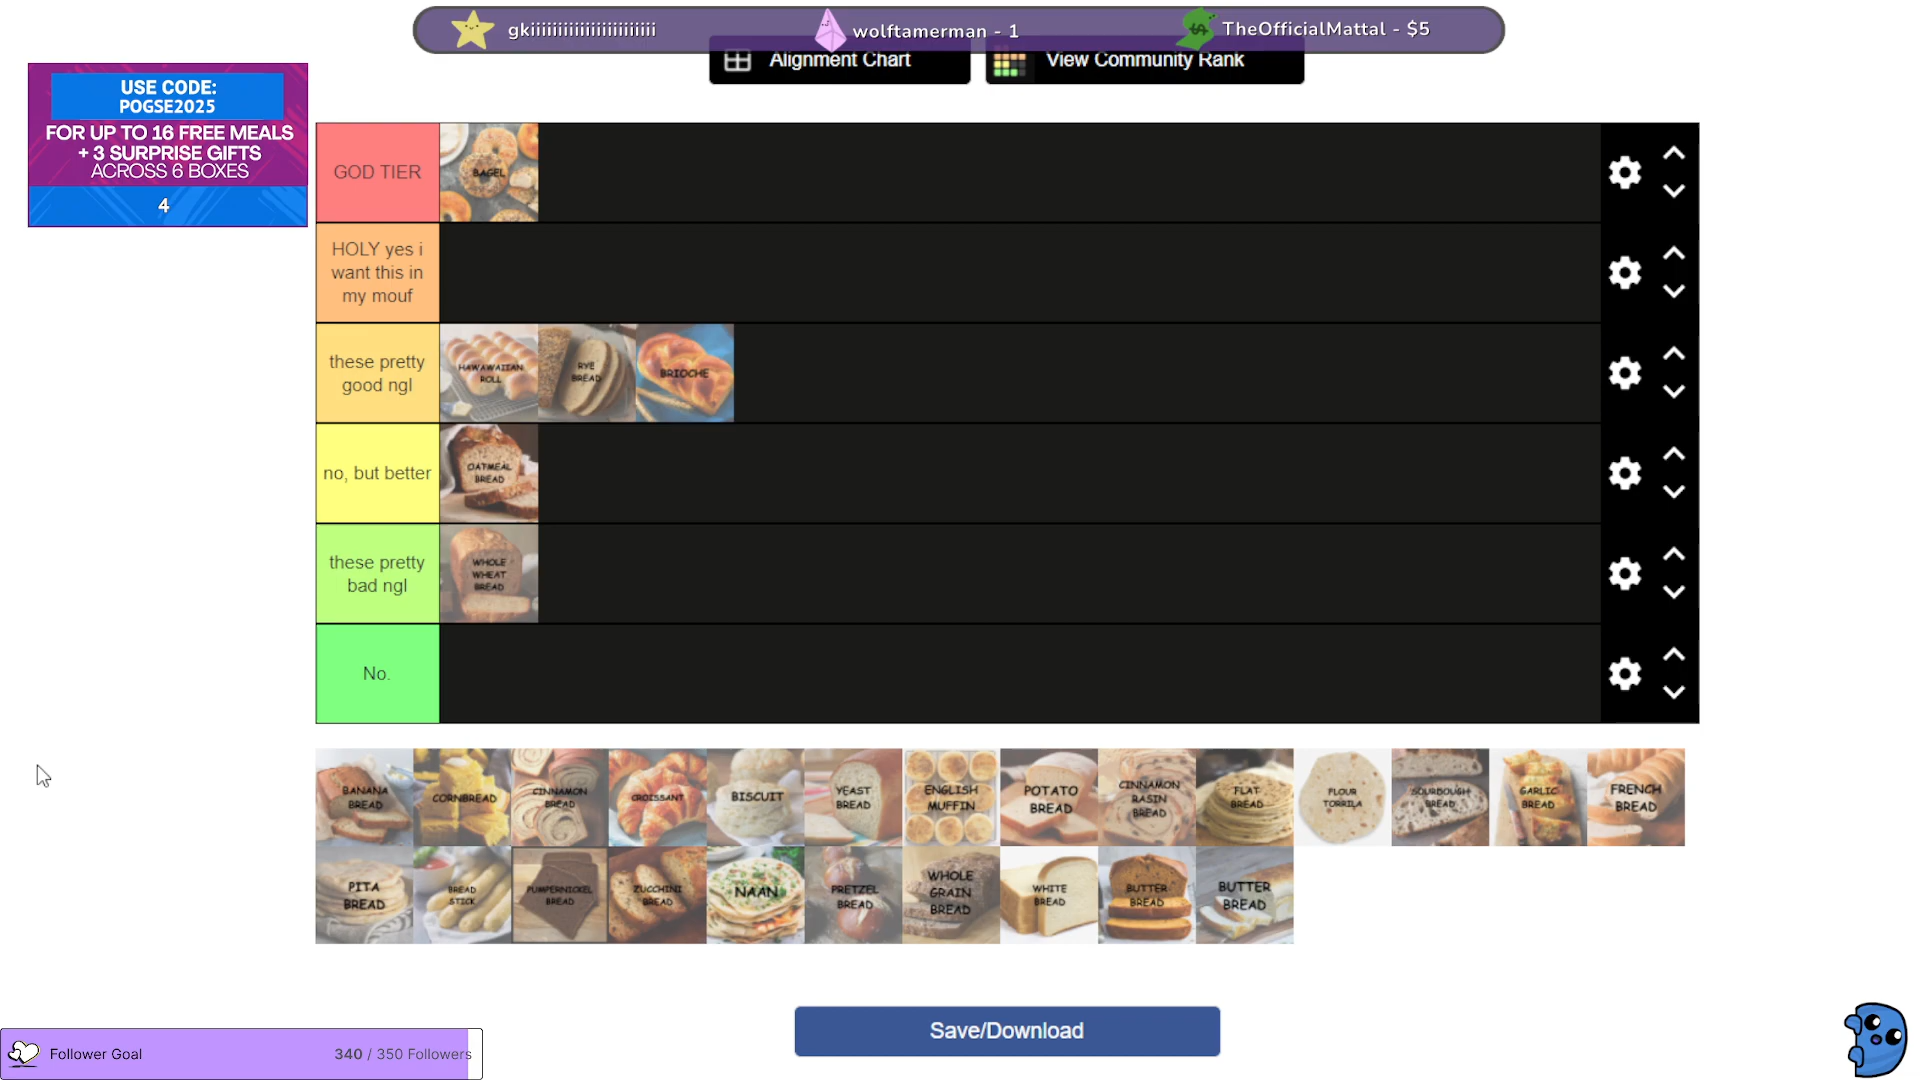 gkiiiiiiiiiiiiiiiiiiiiii
wolftamerman - 1
TheOfficialMattal - $5
Alignment Chart
View Community Rank
USE CODE:
POGSE2025
FOR UP TO 16 FREE MEALS
+ 3 SURPRISE GIFTS
ACROSS 6 BOXES
4
GOD TIER
BAGEL
HOLY yes i
want this in
my mouf
these pretty
good ngl
HAWAWAIIAN
ROLL
RYE
BREAD
BRIOCHE
no, but better
OATMEAL
BREAD
these pretty
bad ngl
WHOLE
WHEAT
BREAD
No.
BANANA
BREAD
CORNBREAD
CINNAMON
BREAD
CROISSANT
BISCUIT
YEAST
BREAD
ENGLISH
MUFFIN
POTATO
BREAD
CINNAMON
RASIN
BREAD
FLAT
BREAD
FLOUR
TORRILA
SOURDOUGH
BREAD
GARLIC
BREAD
FRENCH
BREAD
PITA
BREAD
BREAD
STICK
PUMPERNICKEL
BREAD
ZUCCHINI
BREAD
NAAN
PRETZEL
BREAD
WHOLE
GRAIN
BREAD
WHITE
BREAD
BUTTER
BREAD
BUTTER
BREAD
Save/Download
Follower Goal
340 / 350 Followers